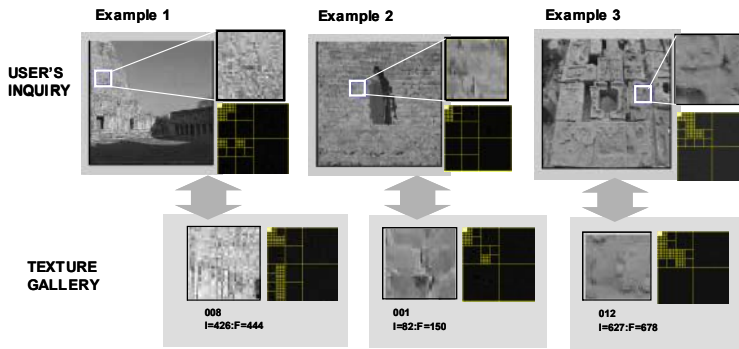 Example 1
Example 2
Example 3
USER'S
INQUIRY
TEXTURE
GALLERY
008
I=426:F=444
001
I=82:F=150
012
I=627:F=678